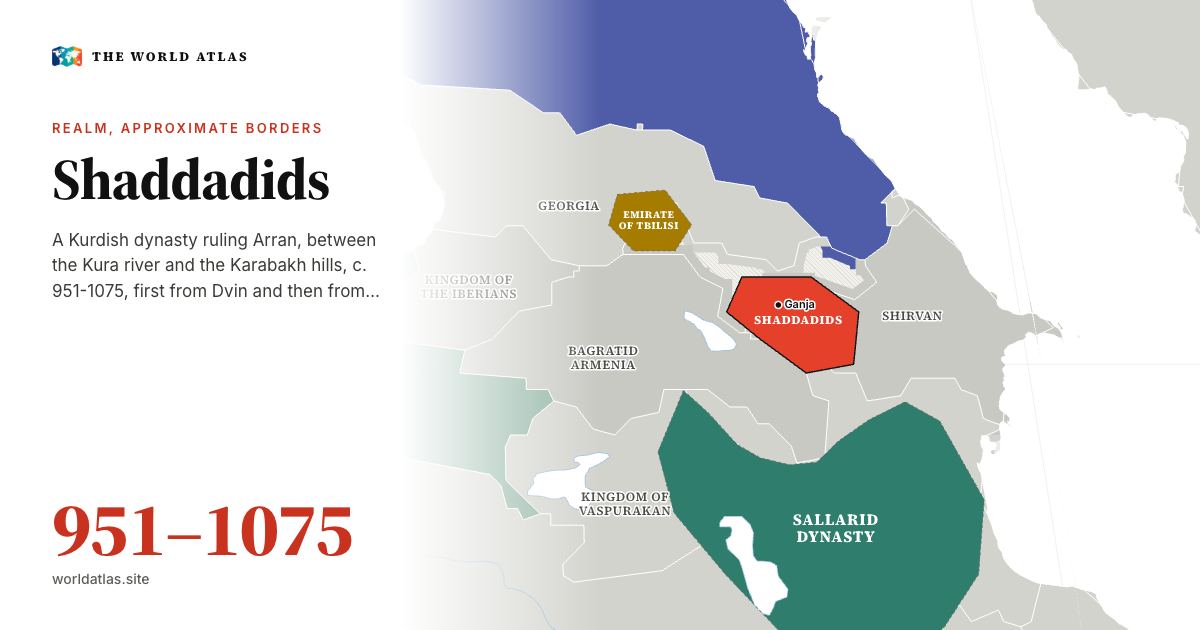 THE WORLD ATLAS
REALM, APPROXIMATE BORDERS
Shaddadids
A Kurdish dynasty ruling Arran, between
the Kura river and the Karabakh hills, c.
951-1075, first from Dvin and then from...
951–1075
worldatlas.site
GEORGIA
EMIRATE
OF TBILISI
KINGDOM OF
THE IBERIANS
Ganja
SHADDADIDS
SHIRVAN
BAGRATID
ARMENIA
KINGDOM OF
VASPURAKAN
SALLARID
DYNASTY